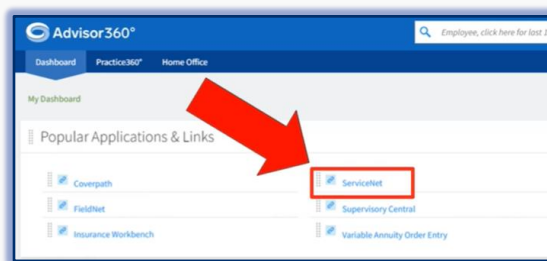 Advisor360°
Employee, click here for last 1
Dashboard Practice360° Home Office
My Dashboard
Popular Applications & Links
Coverpath ServiceNet
FieldNet Supervisory Central
Insurance Workbench Variable Annuity Order Entry